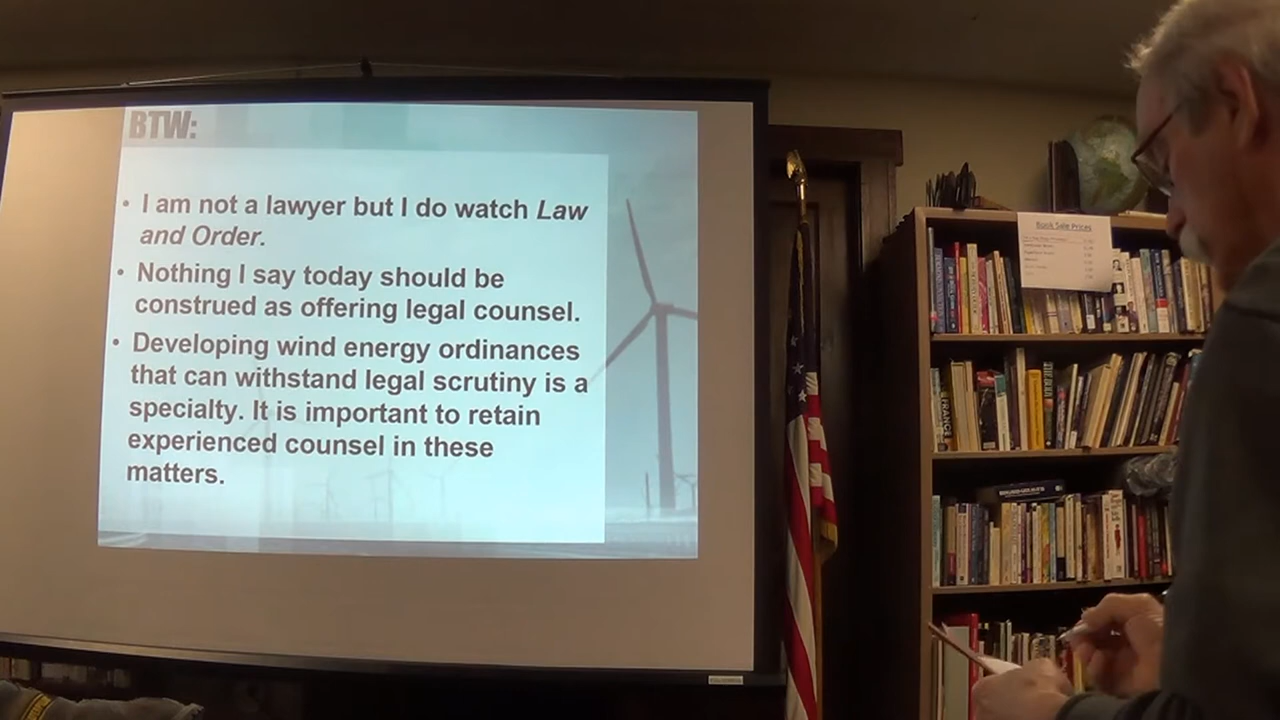 BTW:
• I am not a lawyer but I do watch Law
and Order.
• Nothing I say today should be
construed as offering legal counsel.
• Developing wind energy ordinances
that can withstand legal scrutiny is a
specialty. It is important to retain
experienced counsel in these
matters.
Book Sale Prices
FRANCE